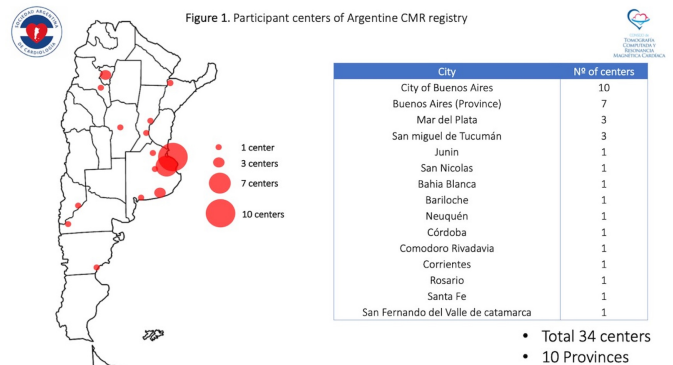 Figure 1. Participant centers of Argentine CMR registry
SOCIEDAD ARGENTINA
DE CARDIOLOGIA
TOMOGRAFÍA
COMPUTADA Y
RESONANCIA
MAGNÉTICA CARDÍACA
City Nº of centers
City of Buenos Aires 10
Buenos Aires (Province) 7
Mar del Plata 3
San miguel de Tucumán 3
Junin 1
San Nicolas 1
Bahia Blanca 1
Bariloche 1
Neuquén 1
Córdoba 1
Comodoro Rivadavia 1
Corrientes 1
Rosario 1
Santa Fe 1
San Fernando del Valle de catamarca 1
1 center
3 centers
7 centers
10 centers
• Total 34 centers
• 10 Provinces